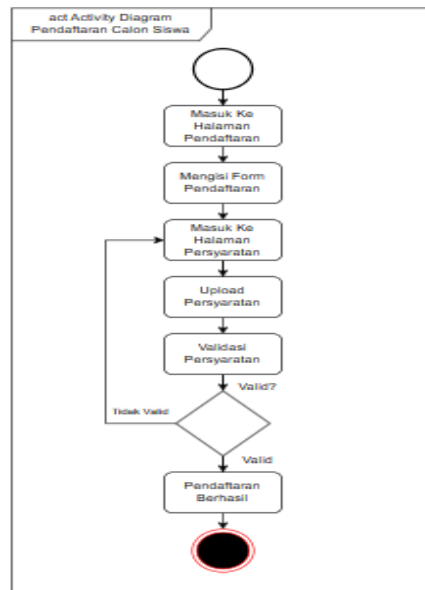 act Activity Diagram
Pendaftaran Calon Siswa
Masuk Ke
Halaman
Pendaftaran
Mengisi Form
Pendaftaran
Masuk Ke
Halaman
Persyaratan
Upload
Persyaratan
Validasi
Persyaratan
Valid?
Tidak Valid
Valid
Pendaftaran
Berhasil